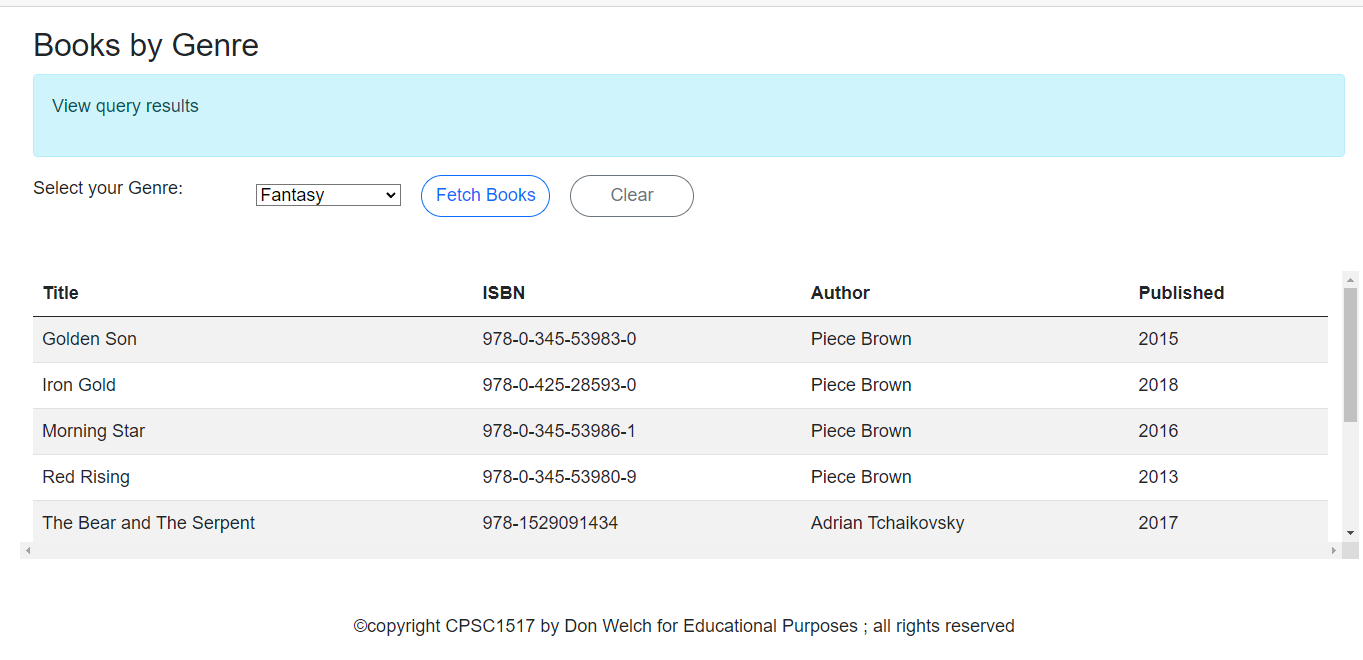 Books by Genre
View query results
Select your Genre: Fantasy Fetch Books Clear
Title ISBN Author Published
Golden Son 978-0-345-53983-0 Piece Brown 2015
Iron Gold 978-0-425-28593-0 Piece Brown 2018
Morning Star 978-0-345-53986-1 Piece Brown 2016
Red Rising 978-0-345-53980-9 Piece Brown 2013
The Bear and The Serpent 978-1529091434 Adrian Tchaikovsky 2017
©copyright CPSC1517 by Don Welch for Educational Purposes ; all rights reserved